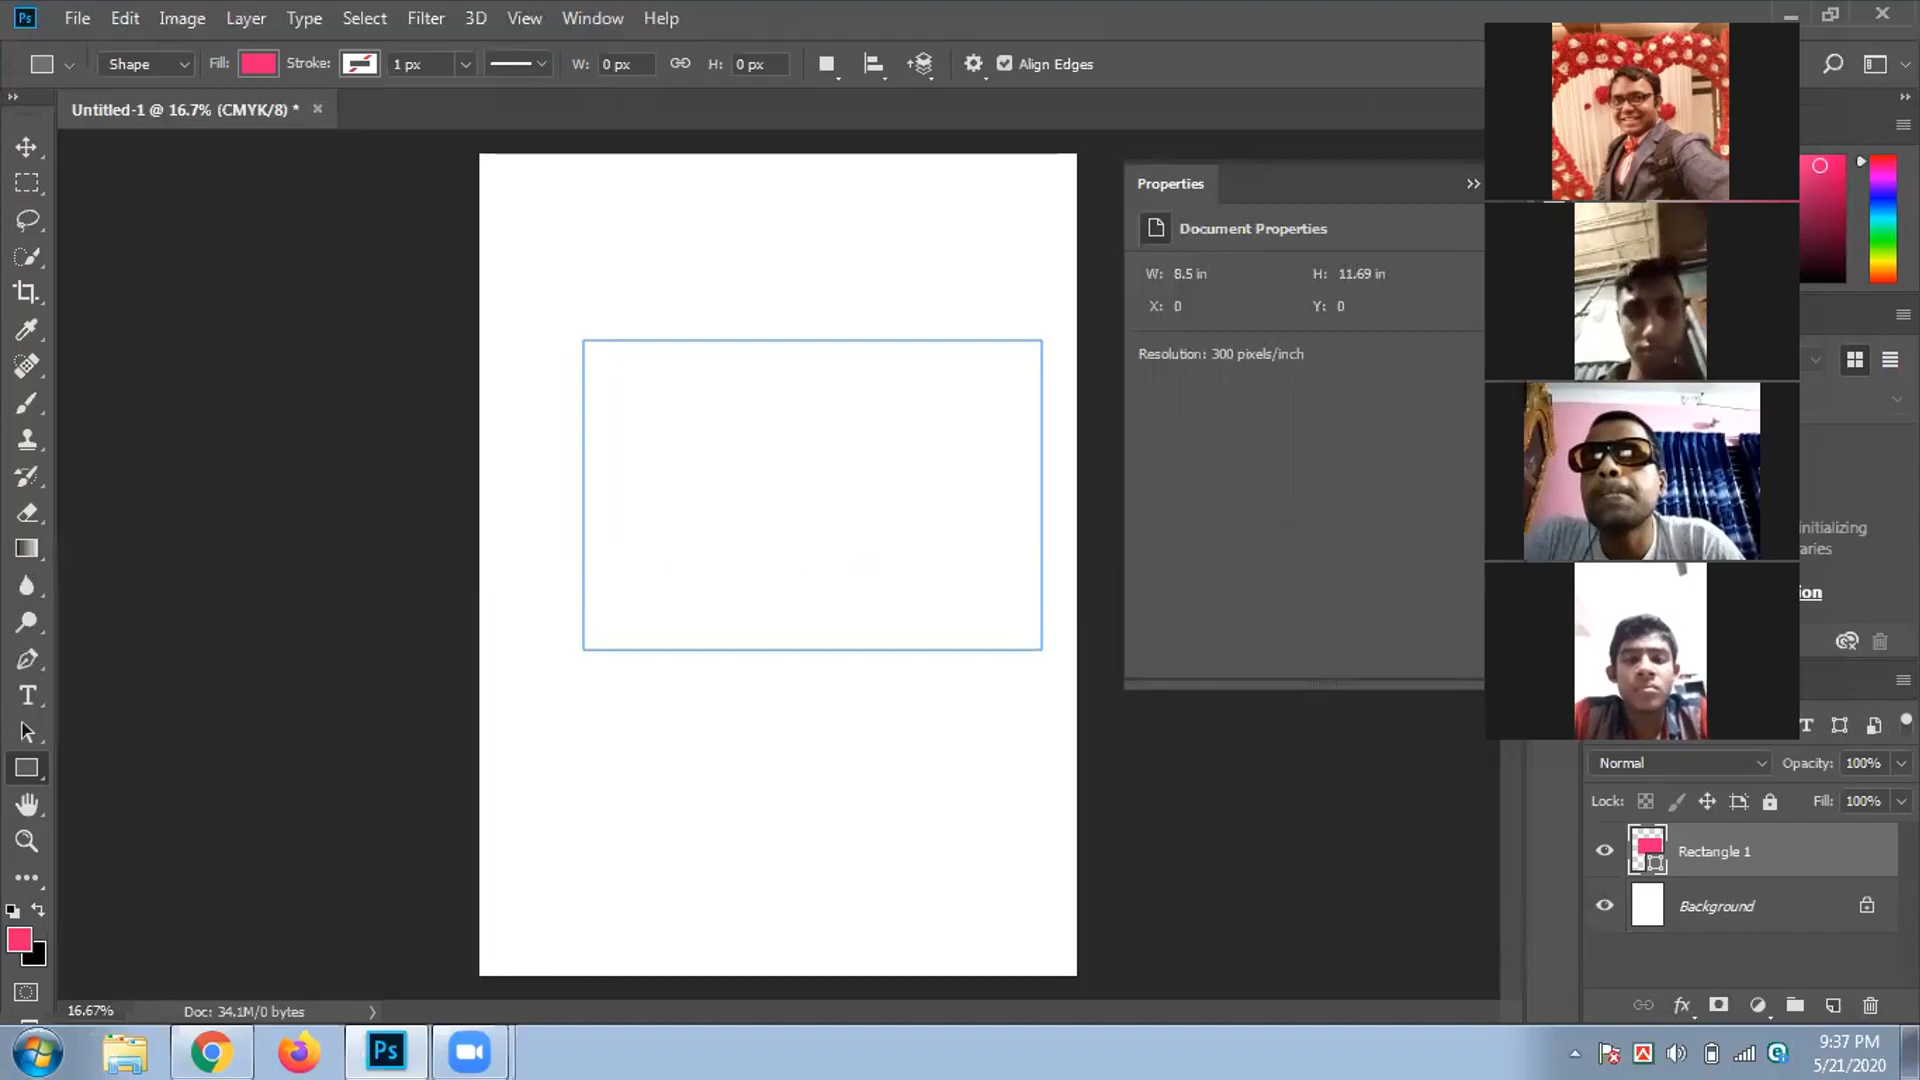 Ps File Edit Image Layer Type Select Filter 3D View Window Help
Shape Fill: Stroke: 1 px W: 0 px H: 0 px Align Edges
Untitled-1 @ 16.7% (CMYK/8) *
Properties
Document Properties
W: 8.5 in H: 11.69 in
X: 0 Y: 0
Resolution: 300 pixels/inch
initializing
aries
ion
T
Normal Opacity: 100%
Lock: Fill: 100%
Rectangle 1
Background
fx
16.67% Doc: 34.1M/0 bytes
Ps
9:37 PM
5/21/2020